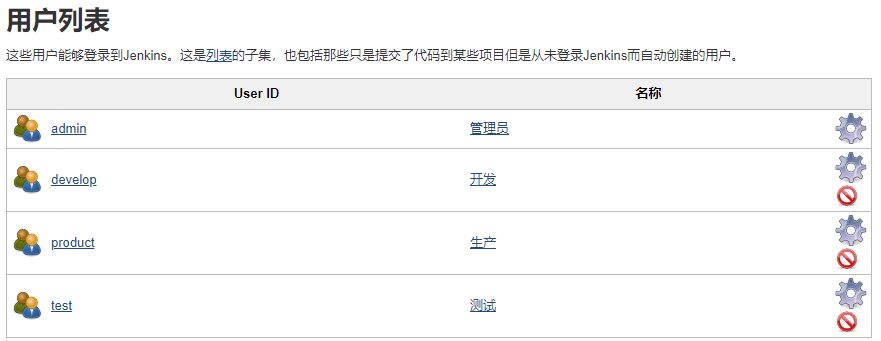 用户列表
这些用户能够登录到Jenkins。这是列表的子集，也包括那些只是提交了代码到某些项目但是从未登录Jenkins而自动创建的用户。
User ID 名称
admin 管理员
develop 开发
product 生产
test 测试